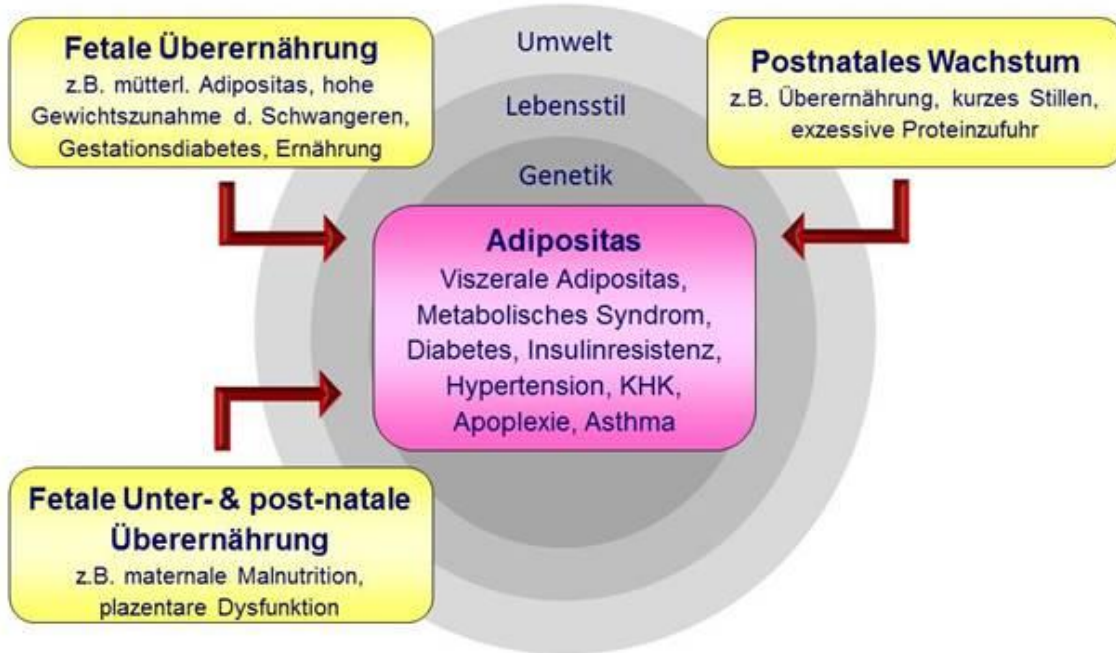 Fetale Überernährung
z.B. mütterl. Adipositas, hohe
Gewichtszunahme d. Schwangeren,
Gestationsdiabetes, Ernährung
Umwelt
Lebensstil
Genetik
Postnatales Wachstum
z.B. Überernährung, kurzes Stillen,
exzessive Proteinzufuhr
Adipositas
Viszerale Adipositas,
Metabolisches Syndrom,
Diabetes, Insulinresistenz,
Hypertension, KHK,
Apoplexie, Asthma
Fetale Unter- & post-natale
Überernährung
z.B. maternale Malnutrition,
plazentare Dysfunktion